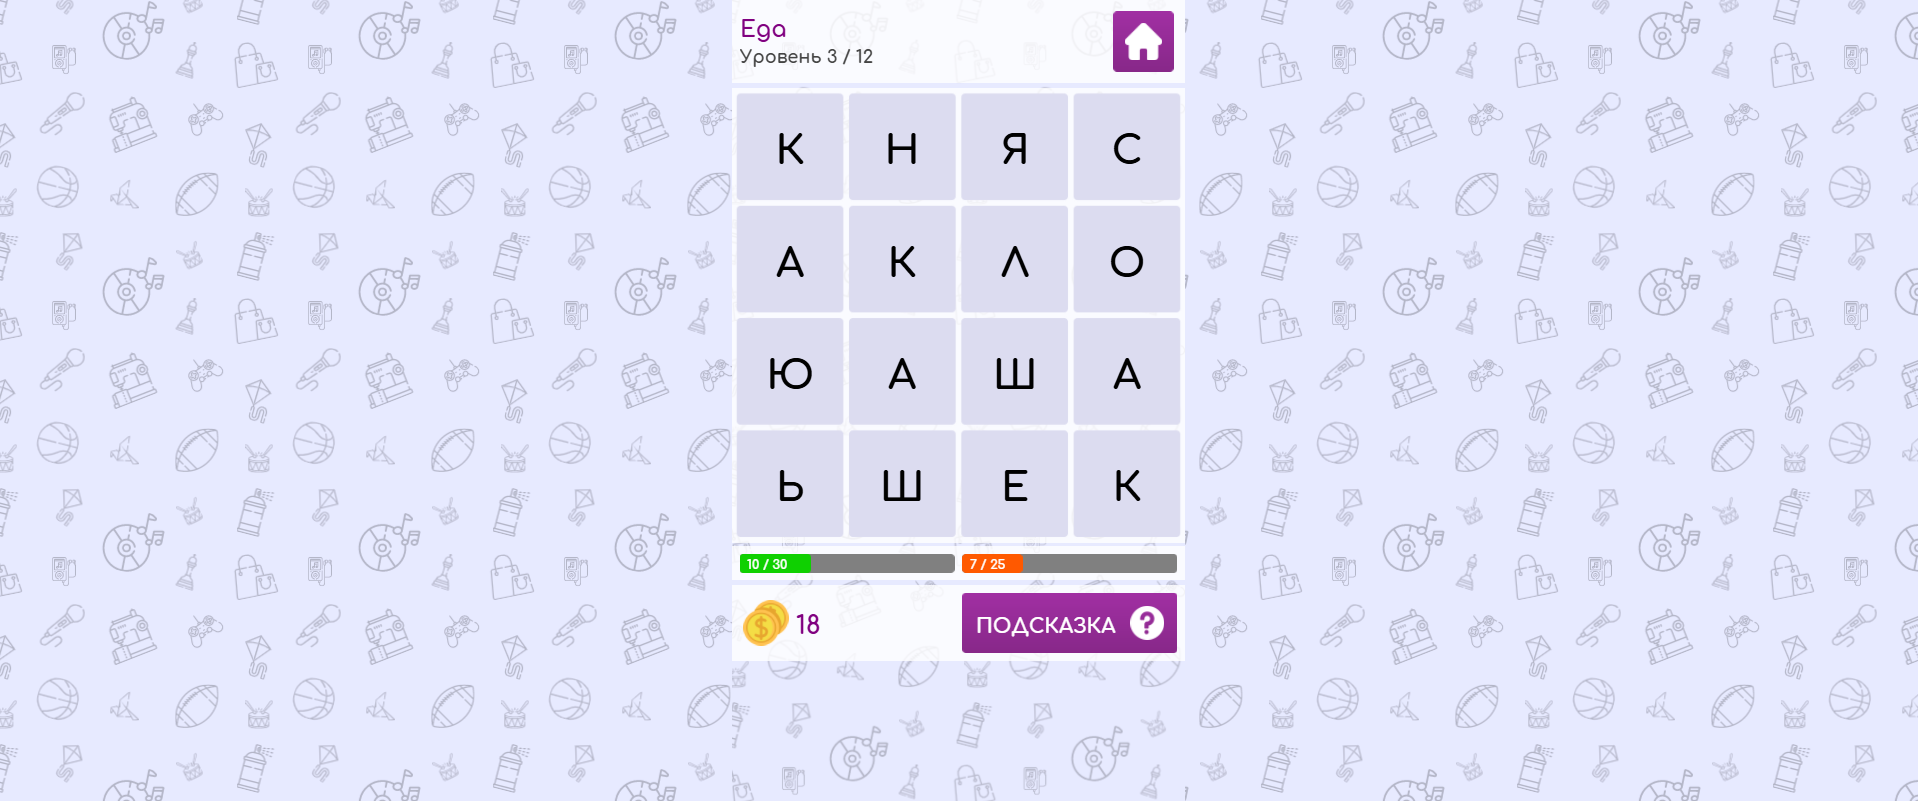 Еда
Уровень 3 / 12
К Н Я С
А К Л О
Ю А Ш А
Ь Ш Е К
10 / 30 7 / 25
18 ПОДСКАЗКА ?